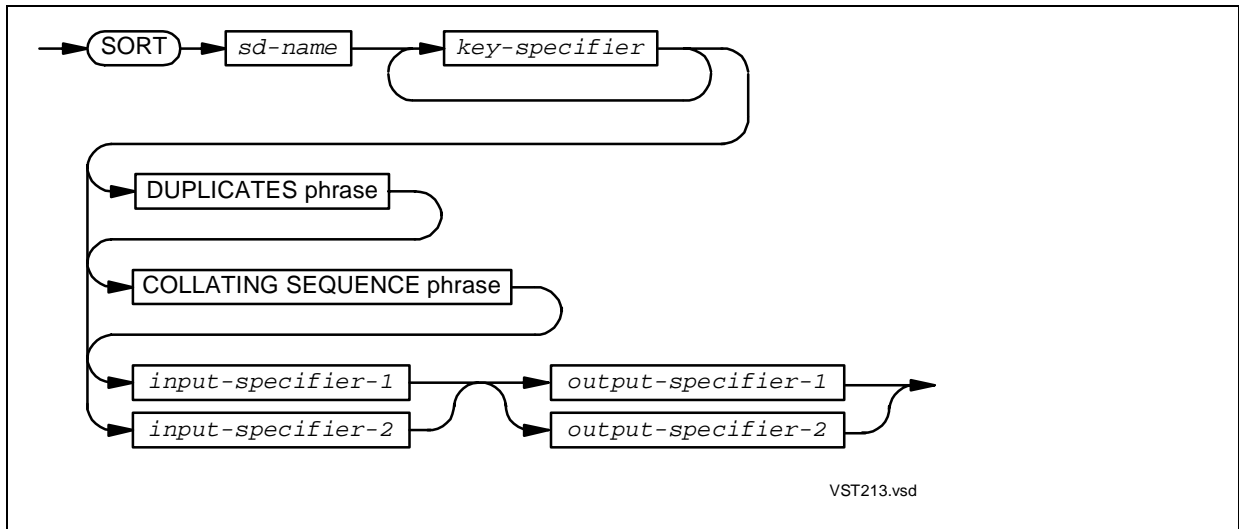 SORT sd-name key-specifier
DUPLICATES phrase
COLLATING SEQUENCE phrase
input-specifier-1 output-specifier-1
input-specifier-2 output-specifier-2
VST213.vsd